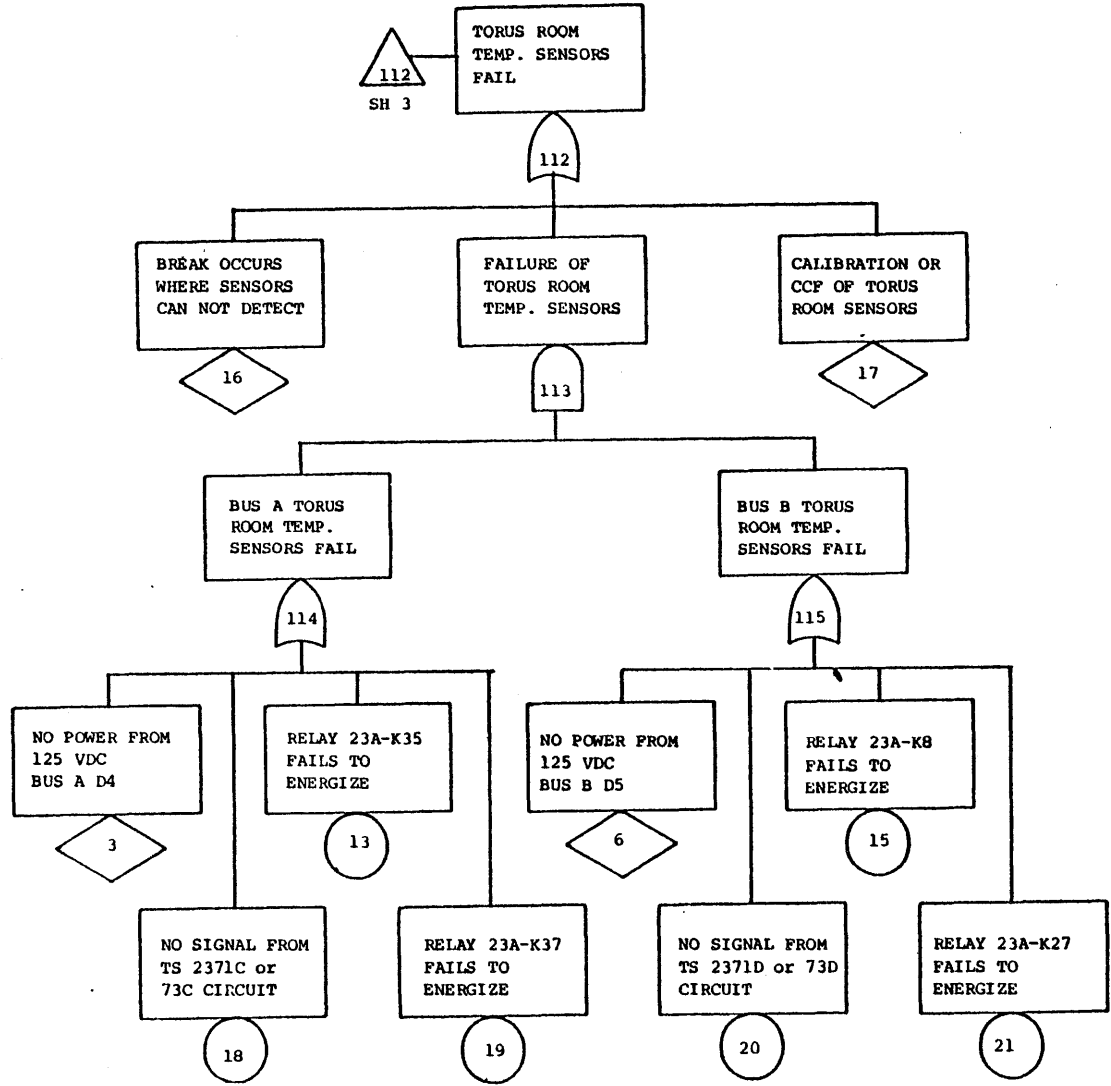 TORUS ROOM
TEMP. SENSORS
FAIL
112
SH 3
112
BREAK OCCURS
WHERE SENSORS
CAN NOT DETECT
16
FAILURE OF
TORUS ROOM
TEMP. SENSORS
113
CALIBRATION OR
CCF OF TORUS
ROOM SENSORS
17
BUS A TORUS
ROOM TEMP.
SENSORS FAIL
114
BUS B TORUS
ROOM TEMP.
SENSORS FAIL
115
NO POWER FROM
125 VDC
BUS A D4
3
RELAY 23A-K35
FAILS TO
ENERGIZE
13
NO POWER FROM
125 VDC
BUS B D5
6
RELAY 23A-K8
FAILS TO
ENERGIZE
15
NO SIGNAL FROM
TS 2371C or
73C CIRCUIT
18
RELAY 23A-K37
FAILS TO
ENERGIZE
19
NO SIGNAL FROM
TS 2371D or 73D
CIRCUIT
20
RELAY 23A-K27
FAILS TO
ENERGIZE
21